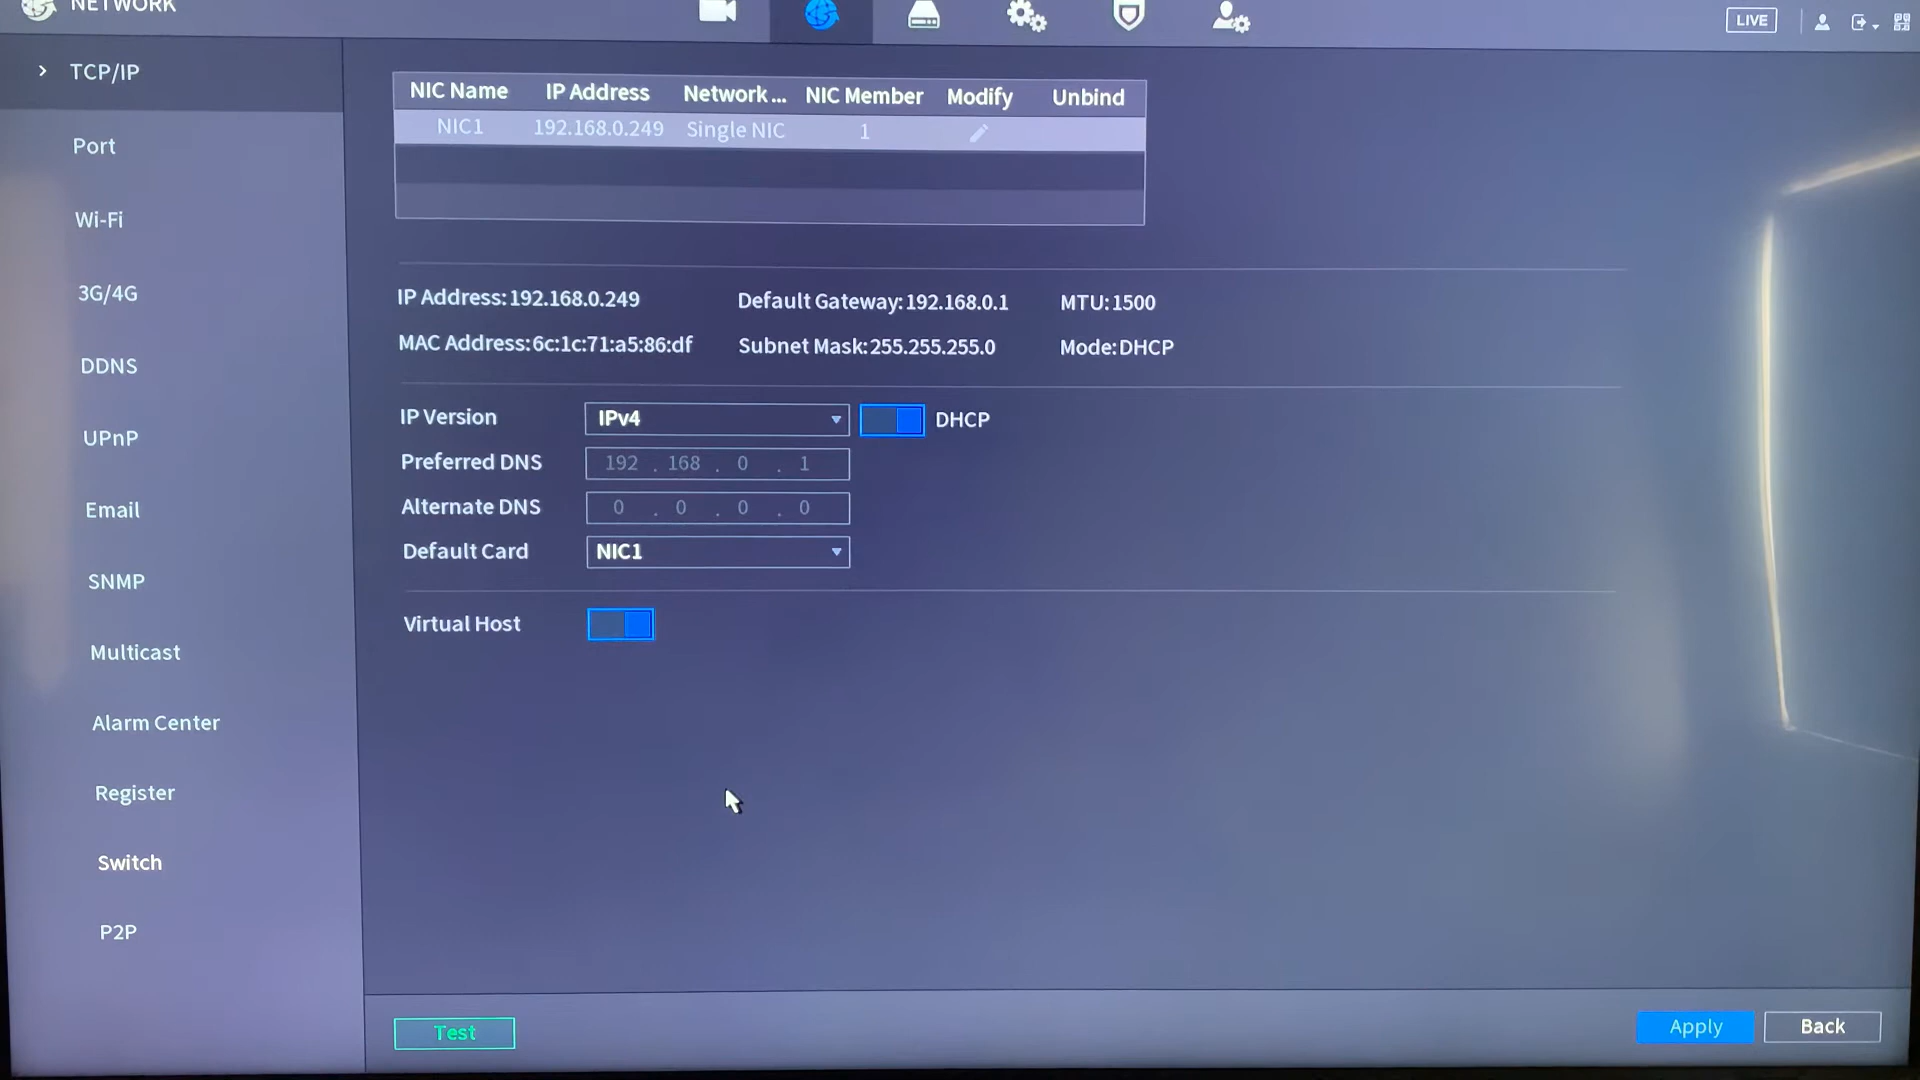 NETWORK
LIVE
TCP/IP
Port
Wi-Fi
3G/4G
DDNS
UPnP
Email
SNMP
Multicast
Alarm Center
Register
Switch
P2P
NIC Name IP Address Network ... NIC Member Modify Unbind
NIC1 192.168.0.249 Single NIC 1
IP Address:192.168.0.249 Default Gateway:192.168.0.1 MTU:1500
MAC Address:6c:1c:71:a5:86:df Subnet Mask:255.255.255.0 Mode:DHCP
IP Version IPv4 DHCP
Preferred DNS 192 . 168 . 0 . 1
Alternate DNS 0 . 0 . 0 . 0
Default Card NIC1
Virtual Host
Test Apply Back